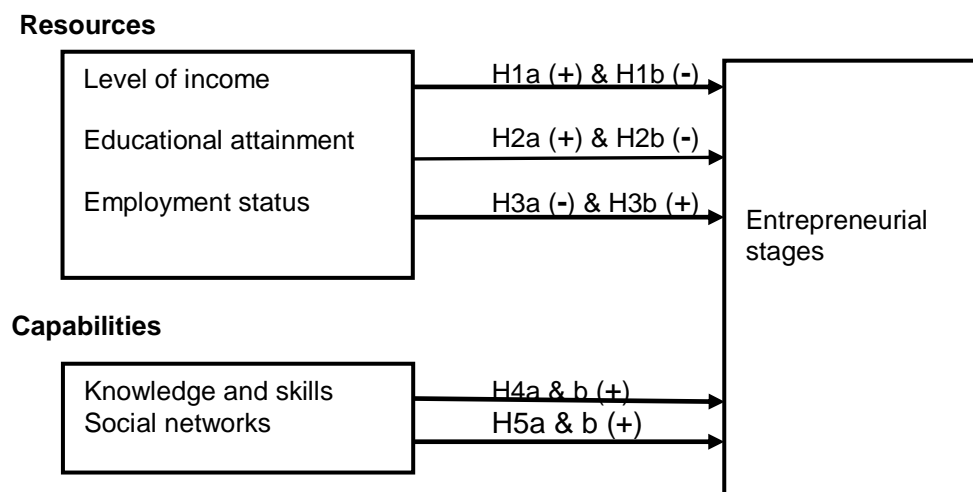 Resources
Level of income
H1a (+) & H1b (-)
Educational attainment
H2a (+) & H2b (-)
Employment status
H3a (-) & H3b (+)
Entrepreneurial
stages
Capabilities
Knowledge and skills
H4a & b (+)
Social networks
H5a & b (+)